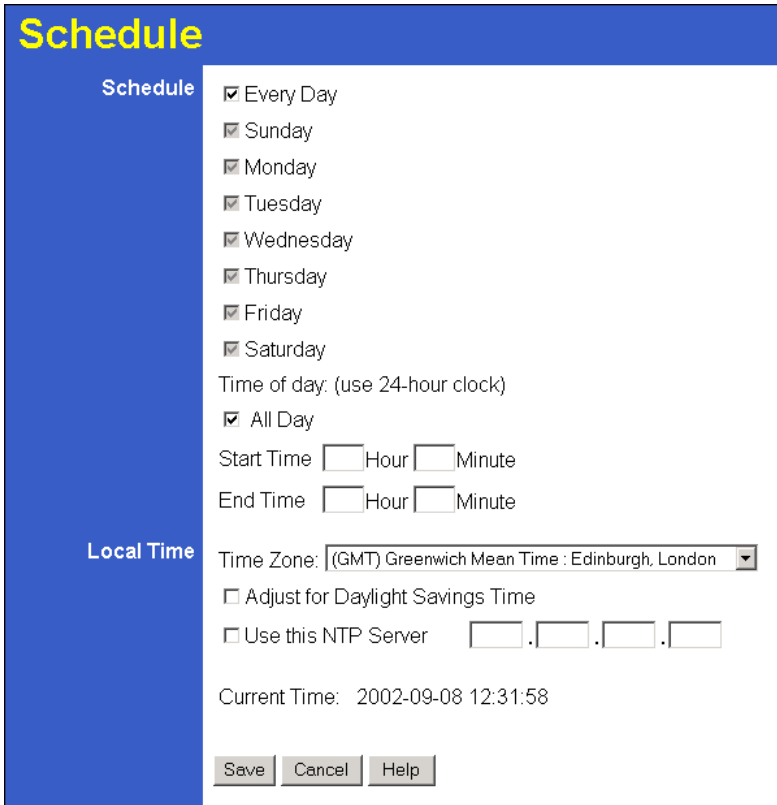 Schedule
Schedule
Every Day
Sunday
Monday
Tuesday
Wednesday
Thursday
Friday
Saturday
Time of day: (use 24-hour clock)
All Day
Start Time Hour Minute
End Time Hour Minute
Local Time
Time Zone: (GMT) Greenwich Mean Time : Edinburgh, London
Adjust for Daylight Savings Time
Use this NTP Server . . .
Current Time: 2002-09-08 12:31:58
Save Cancel Help